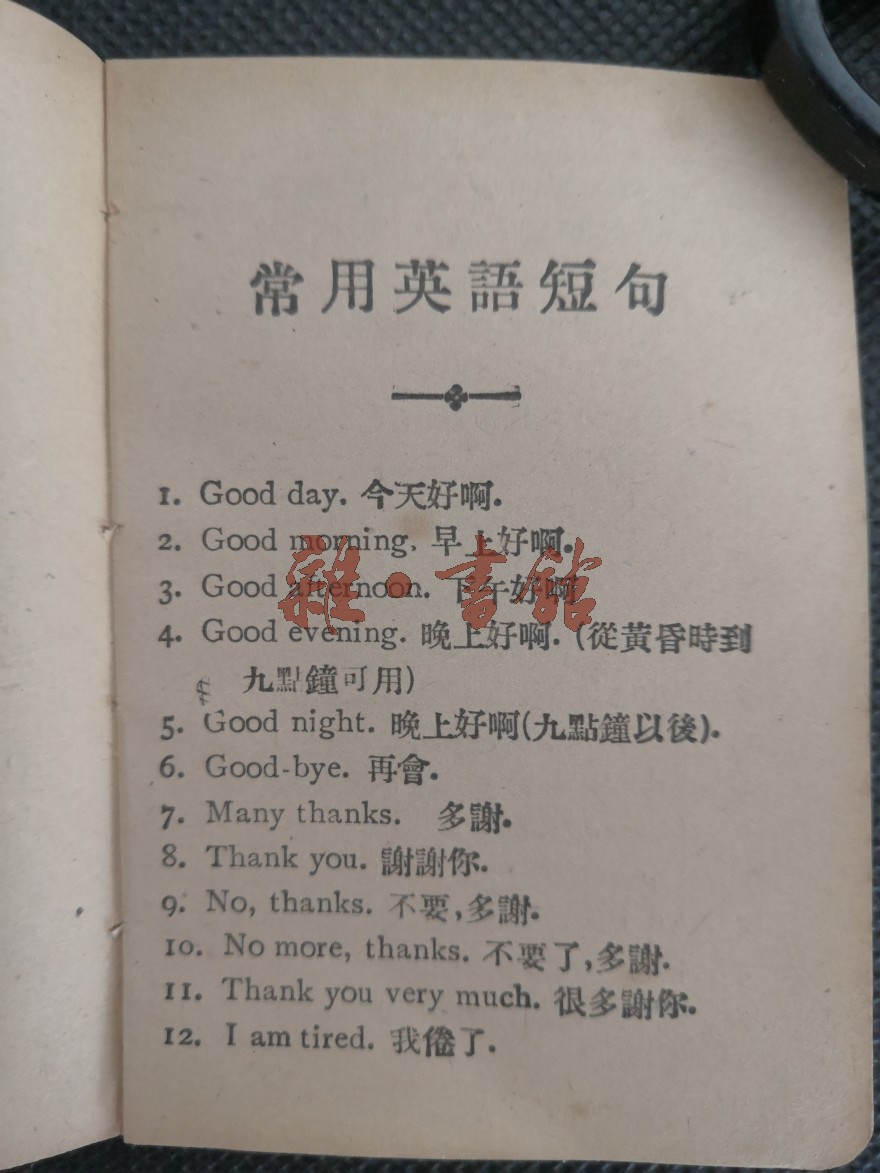 常用英語短句
1. Good day. 今天好啊.
2. Good morning. 早上好啊.
3. Good afternoon. 下午好啊
4. Good evening. 晚上好啊. (從黃昏時到
九點鐘可用)
5. Good night. 晚上好啊(九點鐘以後).
6. Good-bye. 再會.
7. Many thanks. 多謝.
8. Thank you. 謝謝你.
9. No, thanks. 不要,多謝.
10. No more, thanks. 不要了,多謝.
11. Thank you very much. 很多謝你.
12. I am tired. 我倦了.
雜·書館